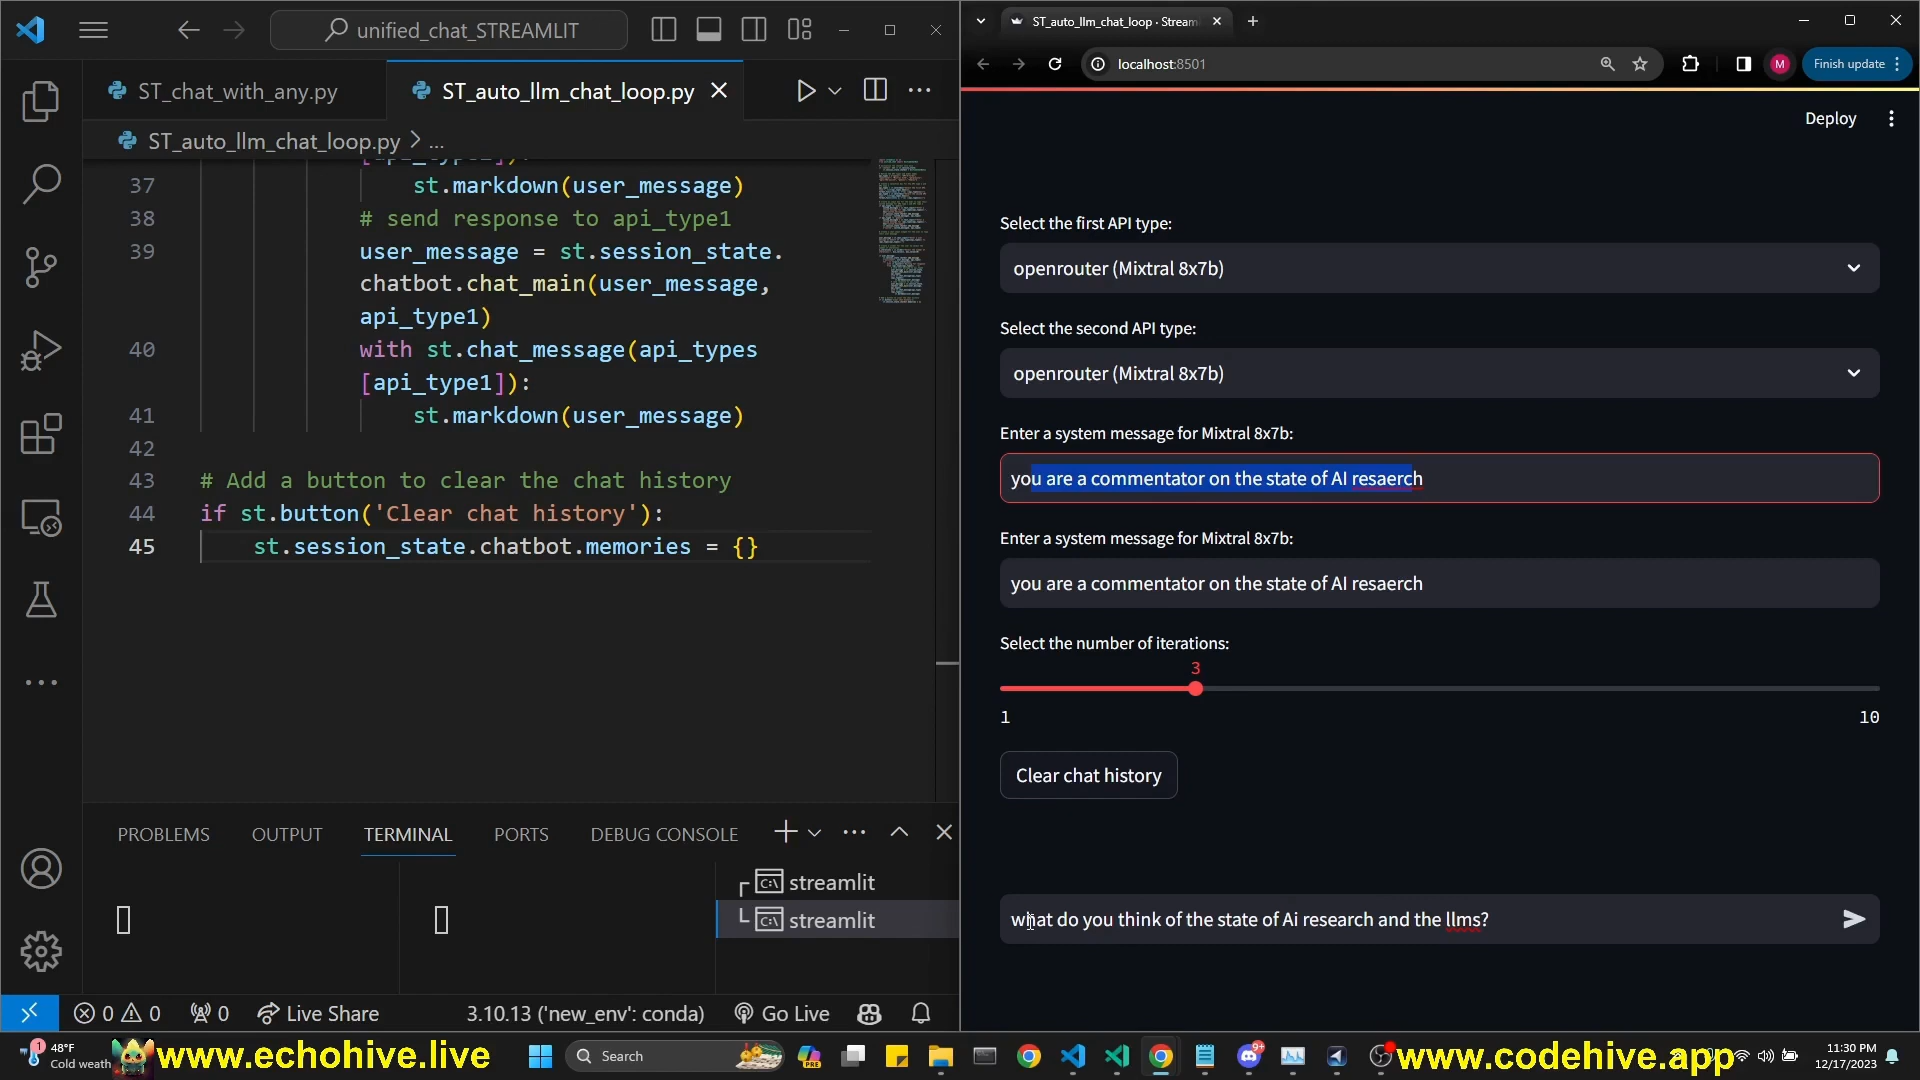 unified_chat_STREAMLIT
ST_chat_with_any.py
ST_auto_llm_chat_loop.py
ST_auto_llm_chat_loop.py > ...
37 st.markdown(user_message)
38 # send response to api_type1
39 user_message = st.session_state.
chatbot.chat_main(user_message,
api_type1)
40 with st.chat_message(api_types
[api_type1]):
41 st.markdown(user_message)
42
43 # Add a button to clear the chat history
44 if st.button('Clear chat history'):
45 st.session_state.chatbot.memories = {}
PROBLEMS OUTPUT TERMINAL PORTS DEBUG CONSOLE
streamlit
streamlit
0 0 0 Live Share 3.10.13 ('new_env': conda) Go Live
ST_auto_llm_chat_loop · Stream
localhost:8501
M
Finish update
Deploy
Select the first API type:
openrouter (Mixtral 8x7b)
Select the second API type:
openrouter (Mixtral 8x7b)
Enter a system message for Mixtral 8x7b:
you are a commentator on the state of AI resaerch
Enter a system message for Mixtral 8x7b:
you are a commentator on the state of AI resaerch
Select the number of iterations:
3
1 10
Clear chat history
what do you think of the state of Ai research and the llms?
1
48°F
Cold weath
www.echohive.live
Search
PRE
9+
www.codehive.app
11:30 PM
12/17/2023